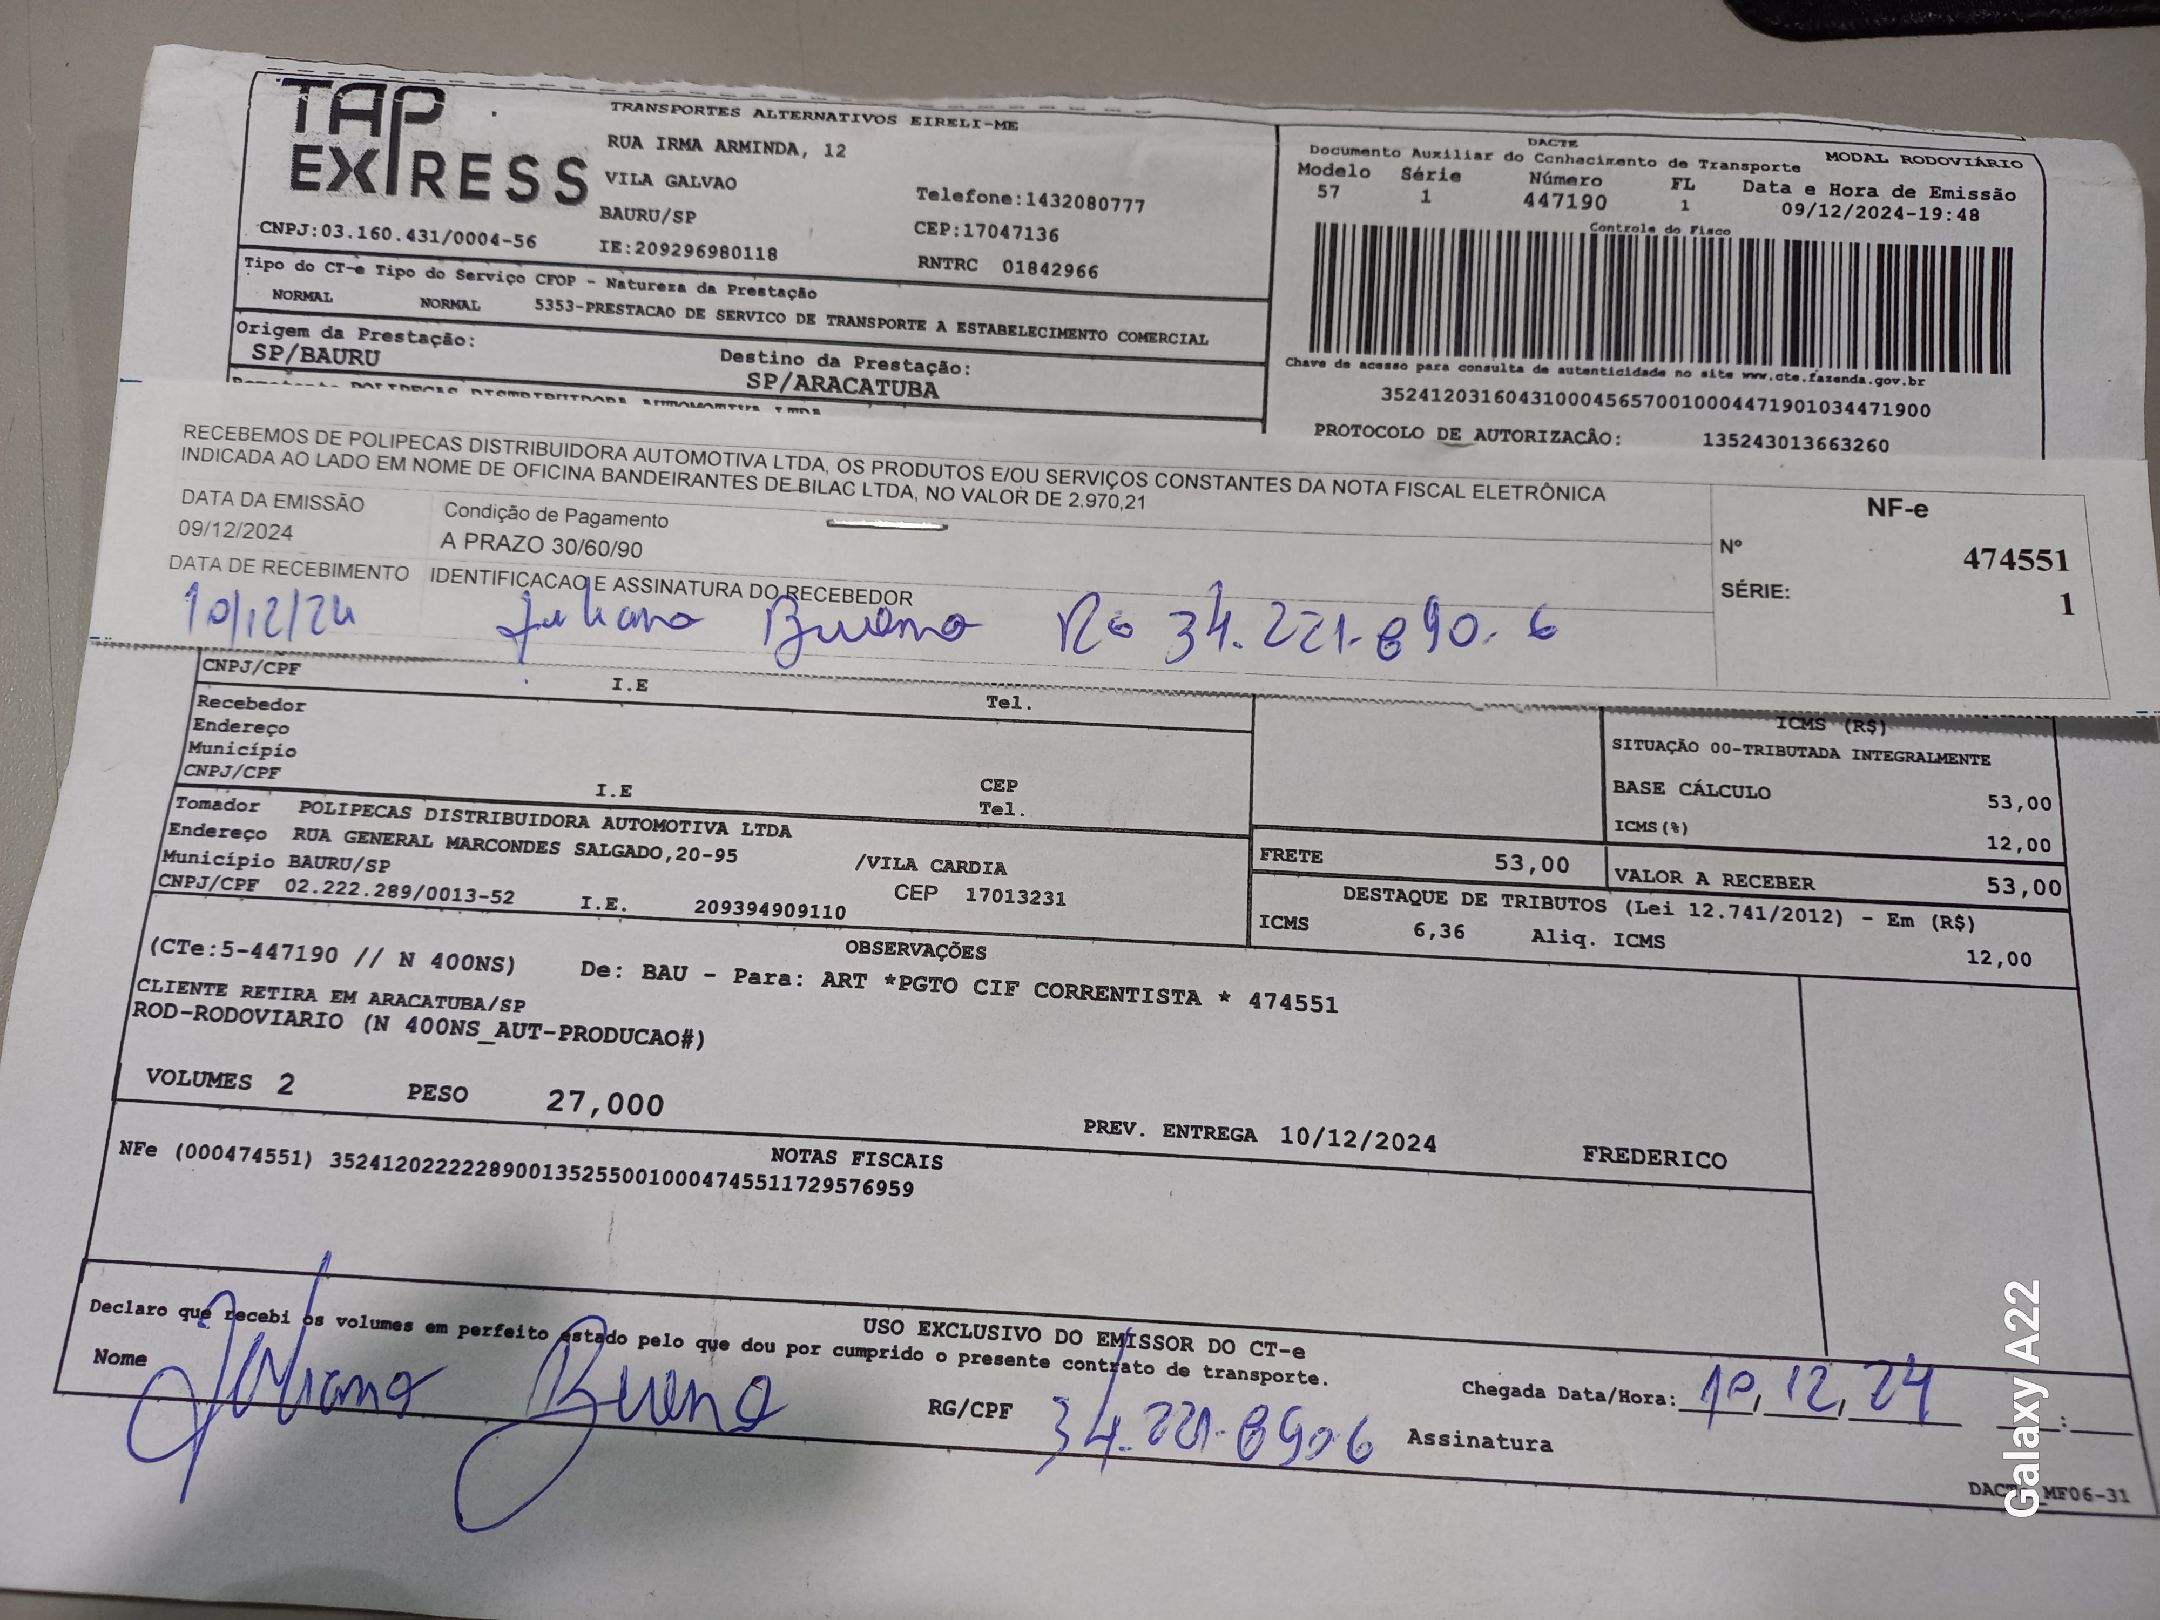 TAP EXPRESS
TRANSPORTES ALTERNATIVOS EIRELI-ME
RUA IRMA ARMINDA, 12
VILA GALVAO
Telefone:1432080777
BAURU/SP
CEP:17047136
CNPJ:03.160.431/0004-56
IE:209296980118
RNTRC 01842966
DACTE
Documento Auxiliar do Conhecimento de Transporte MODAL RODOVIÁRIO
Modelo Série Número FL Data e Hora de Emissão
57 1 447190 1 09/12/2024-19:48
Controle do Fisco
Chave de acesso para consulta de autenticidade no site www.cte.fazenda.gov.br
35241203160431000456570010004471901034471900
PROTOCOLO DE AUTORIZACÂO: 135243013663260
Tipo do CT-e Tipo do Serviço CFOP - Natureza da Prestação
NORMAL NORMAL 5353-PRESTACAO DE SERVICO DE TRANSPORTE A ESTABELECIMENTO COMERCIAL
Origem da Prestação:
SP/BAURU
Destino da Prestação:
SP/ARACATUBA
Remetente POLIPECAS DISTRIBUIDORA AUTOMOTIVA LTDA
RECEBEMOS DE POLIPECAS DISTRIBUIDORA AUTOMOTIVA LTDA, OS PRODUTOS E/OU SERVIÇOS CONSTANTES DA NOTA FISCAL ELETRÔNICA
INDICADA AO LADO EM NOME DE OFICINA BANDEIRANTES DE BILAC LTDA, NO VALOR DE 2.970,21
DATA DA EMISSÃO
09/12/2024
Condição de Pagamento
A PRAZO 30/60/90
NF-e
Nº 474551
SÉRIE: 1
DATA DE RECEBIMENTO
IDENTIFICACAO E ASSINATURA DO RECEBEDOR
10/12/24 Juliano Bueno RG 34.221.890-6
CNPJ/CPF I.E Tel.
Recebedor
Endereço
Município CEP
CNPJ/CPF I.E Tel.
Tomador POLIPECAS DISTRIBUIDORA AUTOMOTIVA LTDA
Endereço RUA GENERAL MARCONDES SALGADO,20-95 /VILA CARDIA
Município BAURU/SP CEP 17013231
CNPJ/CPF 02.222.289/0013-52 I.E. 209394909110
ICMS (R$)
SITUAÇÃO 00-TRIBUTADA INTEGRALMENTE
BASE CÁLCULO 53,00
ICMS(%) 12,00
FRETE 53,00
VALOR A RECEBER 53,00
DESTAQUE DE TRIBUTOS (Lei 12.741/2012) - Em (R$)
ICMS 6,36 Aliq. ICMS 12,00
OBSERVAÇÕES
(CTe:5-447190 // N 400NS) De: BAU - Para: ART *PGTO CIF CORRENTISTA * 474551
CLIENTE RETIRA EM ARACATUBA/SP
ROD-RODOVIARIO (N 400NS_AUT-PRODUCAO#)
VOLUMES 2 PESO 27,000
PREV. ENTREGA 10/12/2024 FREDERICO
NOTAS FISCAIS
NFe (000474551) 35241202222289001352550010004745511729576959
USO EXCLUSIVO DO EMISSOR DO CT-e
Declaro que recebi os volumes em perfeito estado pelo que dou por cumprido o presente contrato de transporte.
Nome Juliano Bueno RG/CPF 34.221.890-6 Assinatura
Chegada Data/Hora: 10, 12, 24 :
DACTE_MF06-31
Galaxy A22